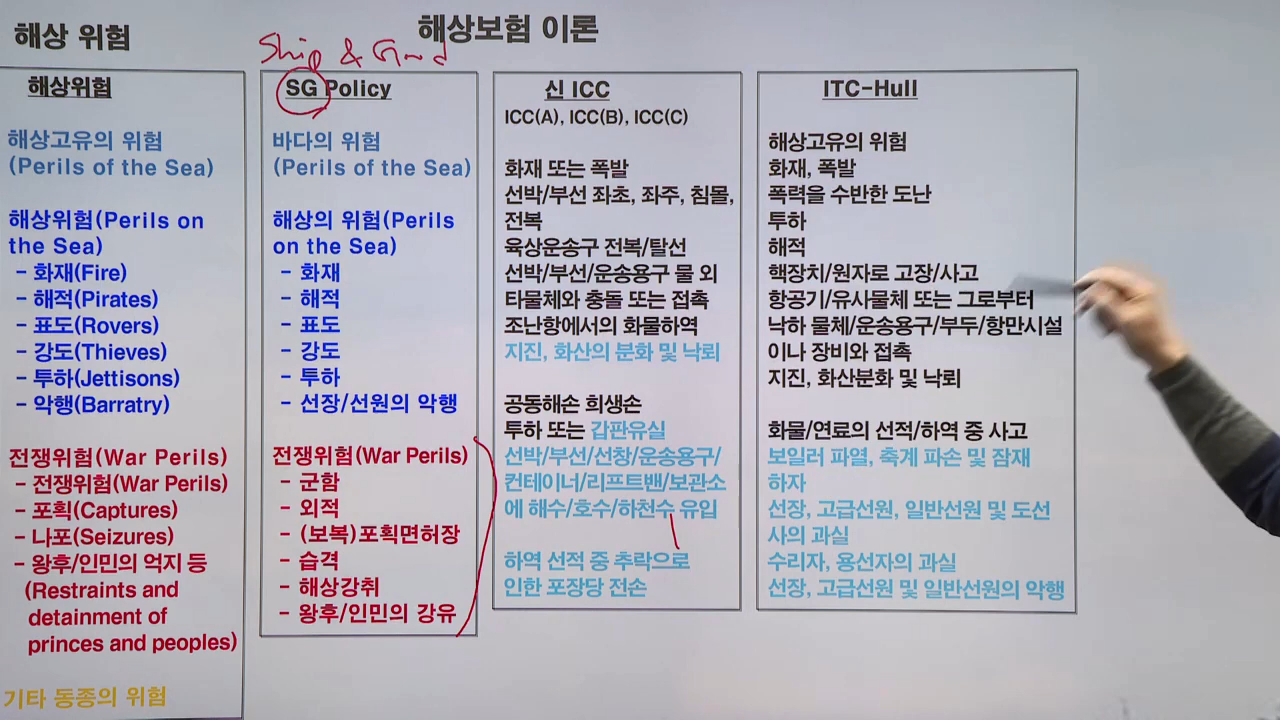 해상 위험
해상보험 이론
Ship & Good
해상위험
해상고유의 위험
(Perils of the Sea)
해상위험(Perils on
the Sea)
- 화재(Fire)
- 해적(Pirates)
- 표도(Rovers)
- 강도(Thieves)
- 투하(Jettisons)
- 악행(Barratry)
전쟁위험(War Perils)
- 전쟁위험(War Perils)
- 포획(Captures)
- 나포(Seizures)
- 왕후/인민의 억지 등
(Restraints and
detainment of
princes and peoples)
기타 동종의 위험
SG Policy
바다의 위험
(Perils of the Sea)
해상의 위험(Perils
on the Sea)
- 화재
- 해적
- 표도
- 강도
- 투하
- 선장/선원의 악행
전쟁위험(War Perils)
- 군함
- 외적
- (보복)포획면허장
- 습격
- 해상강취
- 왕후/인민의 강유
신 ICC
ICC(A), ICC(B), ICC(C)
화재 또는 폭발
선박/부선 좌초, 좌주, 침몰,
전복
육상운송구 전복/탈선
선박/부선/운송용구 물 외
타물체와 충돌 또는 접촉
조난항에서의 화물하역
지진, 화산의 분화 및 낙뢰
공동해손 희생손
투하 또는 갑판유실
선박/부선/선창/운송용구/
컨테이너/리프트밴/보관소
에 해수/호수/하천수 유입
하역 선적 중 추락으로
인한 포장당 전손
ITC-Hull
해상고유의 위험
화재, 폭발
폭력을 수반한 도난
투하
해적
핵장치/원자로 고장/사고
항공기/유사물체 또는 그로부터
낙하 물체/운송용구/부두/항만시설
이나 장비와 접촉
지진, 화산분화 및 낙뢰
화물/연료의 선적/하역 중 사고
보일러 파열, 축계 파손 및 잠재
하자
선장, 고급선원, 일반선원 및 도선
사의 과실
수리자, 용선자의 과실
선장, 고급선원 및 일반선원의 악행